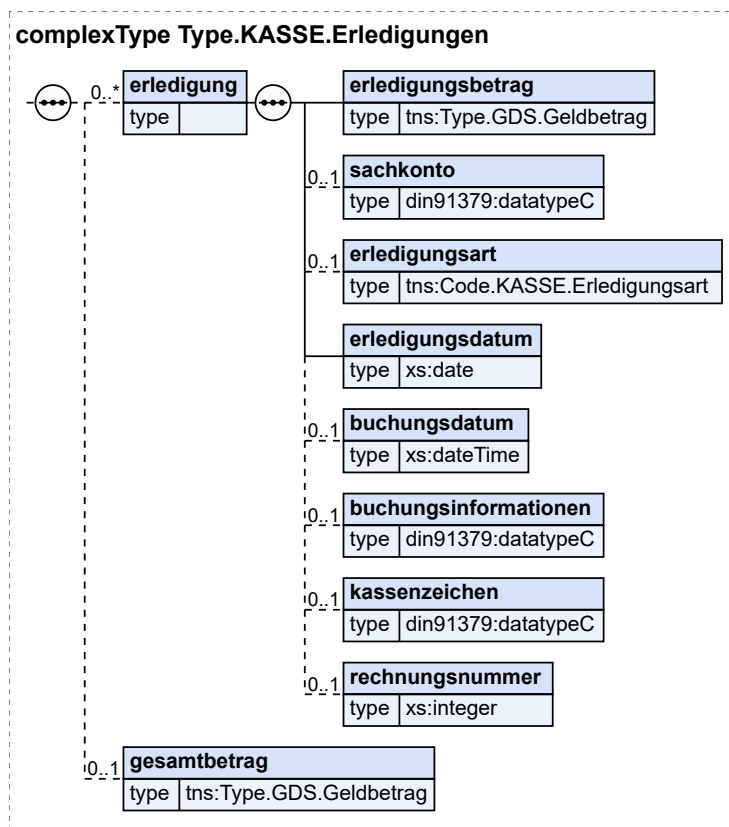 complexType Type.KASSE.Erledigungen
0..* erledigung
type
erledigungsbetrag
type tns:Type.GDS.Geldbetrag
0..1 sachkonto
type din91379:datatypeC
0..1 erledigungsart
type tns:Code.KASSE.Erledigungsart
erledigungsdatum
type xs:date
0..1 buchungsdatum
type xs:dateTime
0..1 buchungsinformationen
type din91379:datatypeC
0..1 kassenzeichen
type din91379:datatypeC
0..1 rechnungsnummer
type xs:integer
0..1 gesamtbetrag
type tns:Type.GDS.Geldbetrag